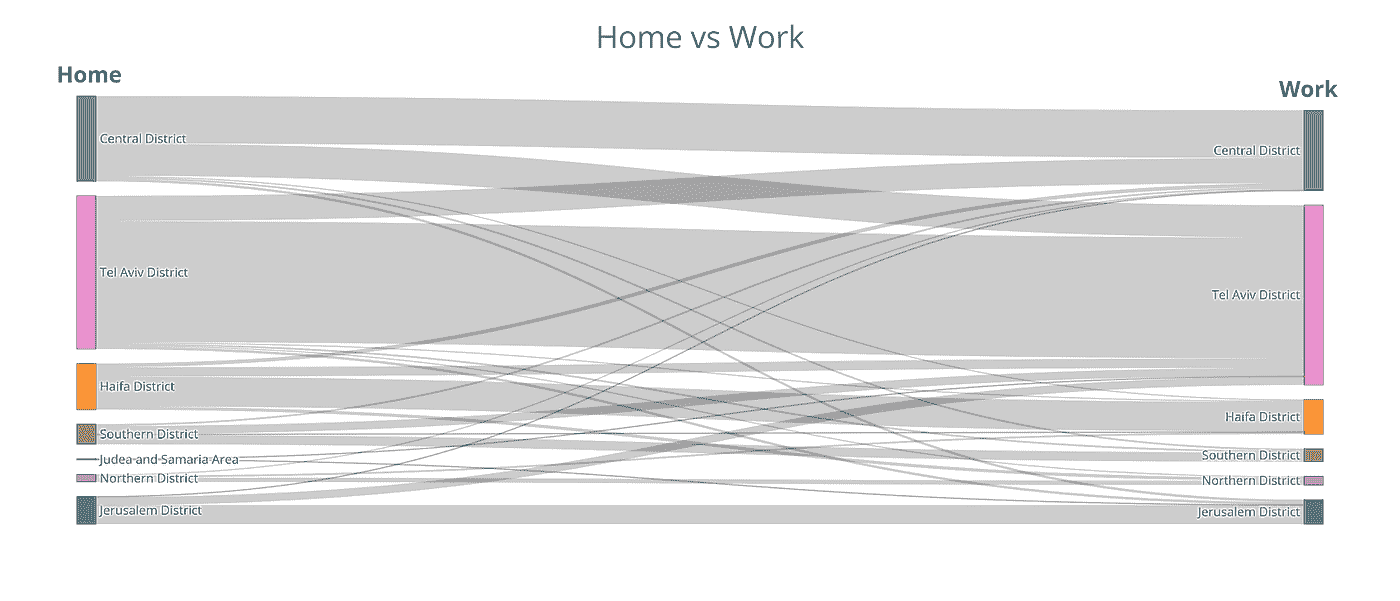 Home vs Work
Home
Work
Central District
Tel Aviv District
Haifa District
Southern District
Judea and Samaria Area
Northern District
Jerusalem District
Central District
Tel Aviv District
Haifa District
Southern District
Northern District
Jerusalem District